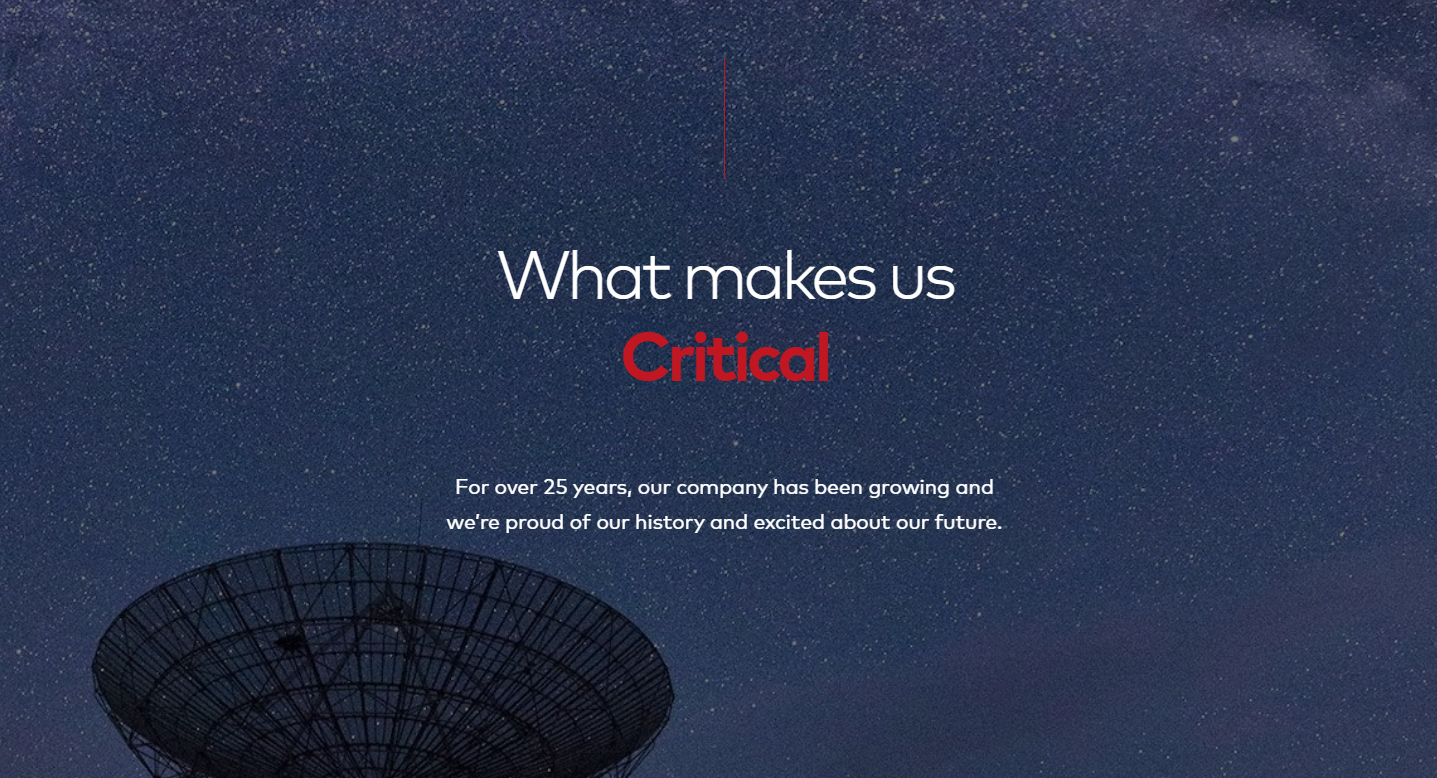 What makes us
Critical
For over 25 years, our company has been growing and
we’re proud of our history and excited about our future.